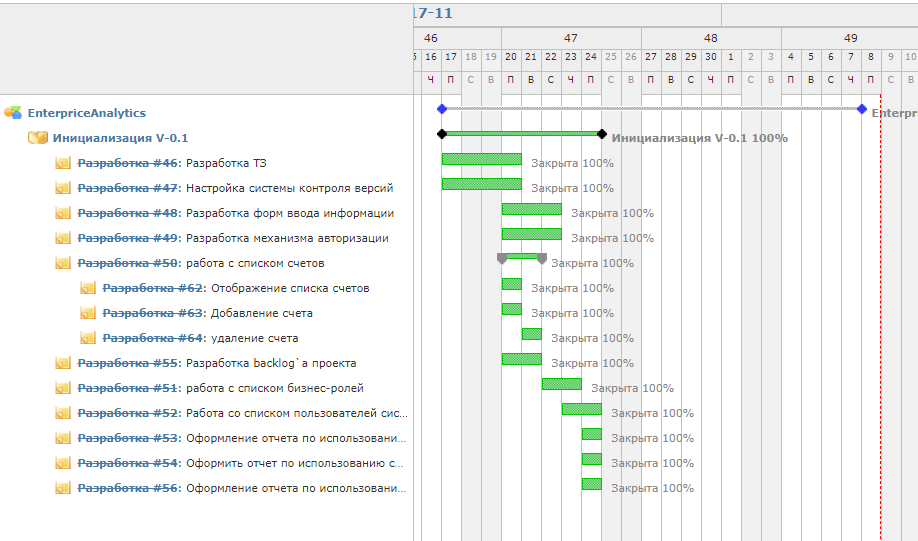 17-11
46 47 48 49
16 17 18 19 20 21 22 23 24 25 26 27 28 29 30 1 2 3 4 5 6 7 8 9 10
Ч П С В П В С Ч П С В П В С Ч П С В П В С Ч П С В
EnterpriceAnalytics Enterpr
Инициализация V-0.1 Инициализация V-0.1 100%
Разработка #46: Разработка ТЗ Закрыта 100%
Разработка #47: Настройка системы контроля версий Закрыта 100%
Разработка #48: Разработка форм ввода информации Закрыта 100%
Разработка #49: Разработка механизма авторизации Закрыта 100%
Разработка #50: работа с списком счетов Закрыта 100%
Разработка #62: Отображение списка счетов Закрыта 100%
Разработка #63: Добавление счета Закрыта 100%
Разработка #64: удаление счета Закрыта 100%
Разработка #55: Разработка backlog`а проекта Закрыта 100%
Разработка #51: работа с списком бизнес-ролей Закрыта 100%
Разработка #52: Работа со списком пользователей сис... Закрыта 100%
Разработка #53: Оформление отчета по использовани... Закрыта 100%
Разработка #54: Оформить отчет по использованию с... Закрыта 100%
Разработка #56: Оформление отчета по использовани... Закрыта 100%